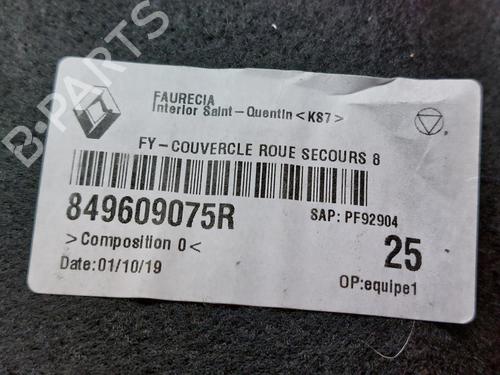 B-PARTS
FAURECIA
Interior Saint-Quentin <K87>
FY-COUVERCLE ROUE SECOURS 8
849609075R
SAP: PF92904
>Composition 0<
25
Date:01/10/19
OP:equipe1